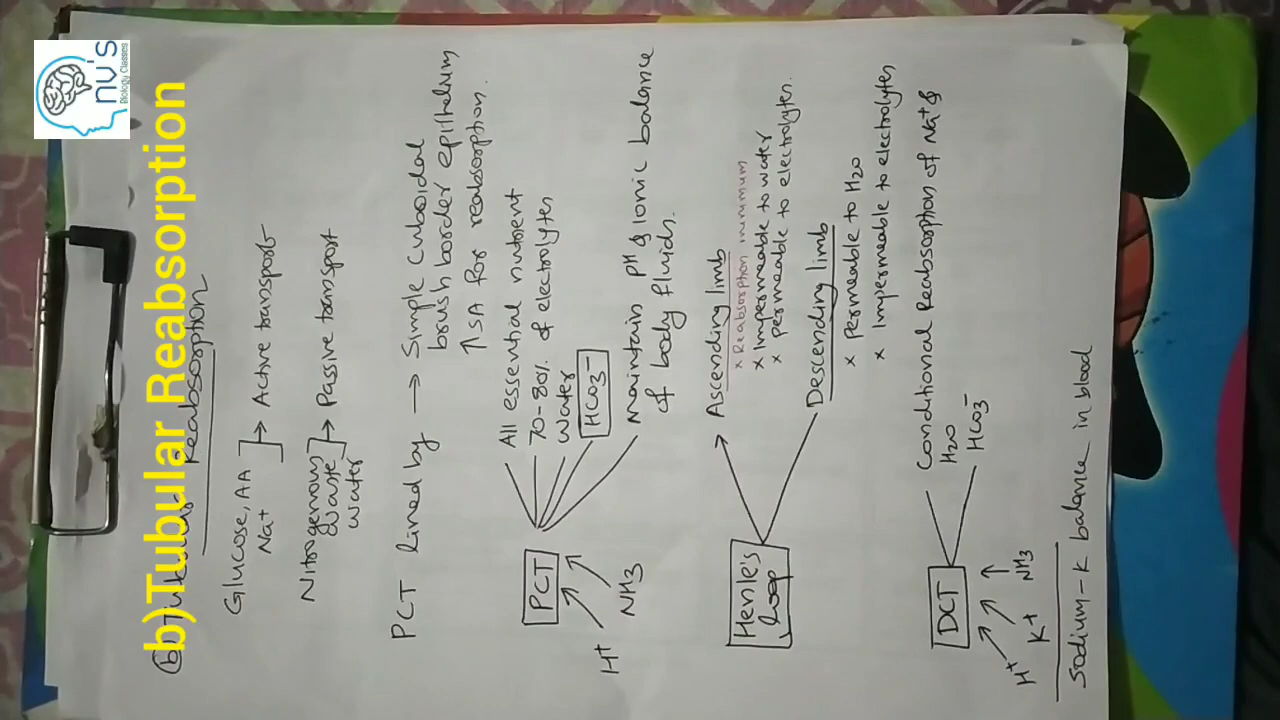 nv's
Biology Classes
b)Tubular Reabsorption
Reabsorption
Glucose, AA
Na+
→ Active transport
Nitrogenous
waste
water
→ Passive transport
PCT lined by → Simple cuboidal
brush border epithelium
↑ SA for reabsorption.
PCT
All essential nutrient
70-80% of electrolytes
water
HCO3-
maintain pH & ionic balance
of body fluids.
H+
NH3
Henle's
loop
Ascending limb
x Reabsorption minimum
x Impermeable to water
x permeable to electrolytes.
Descending limb
x permeable to H2O
x Impermeable to electrolytes
DCT
Conditional Reabsorption of Na+ &
H2O
HCO3-
H+
K+
NH3
Sodium-K balance in blood